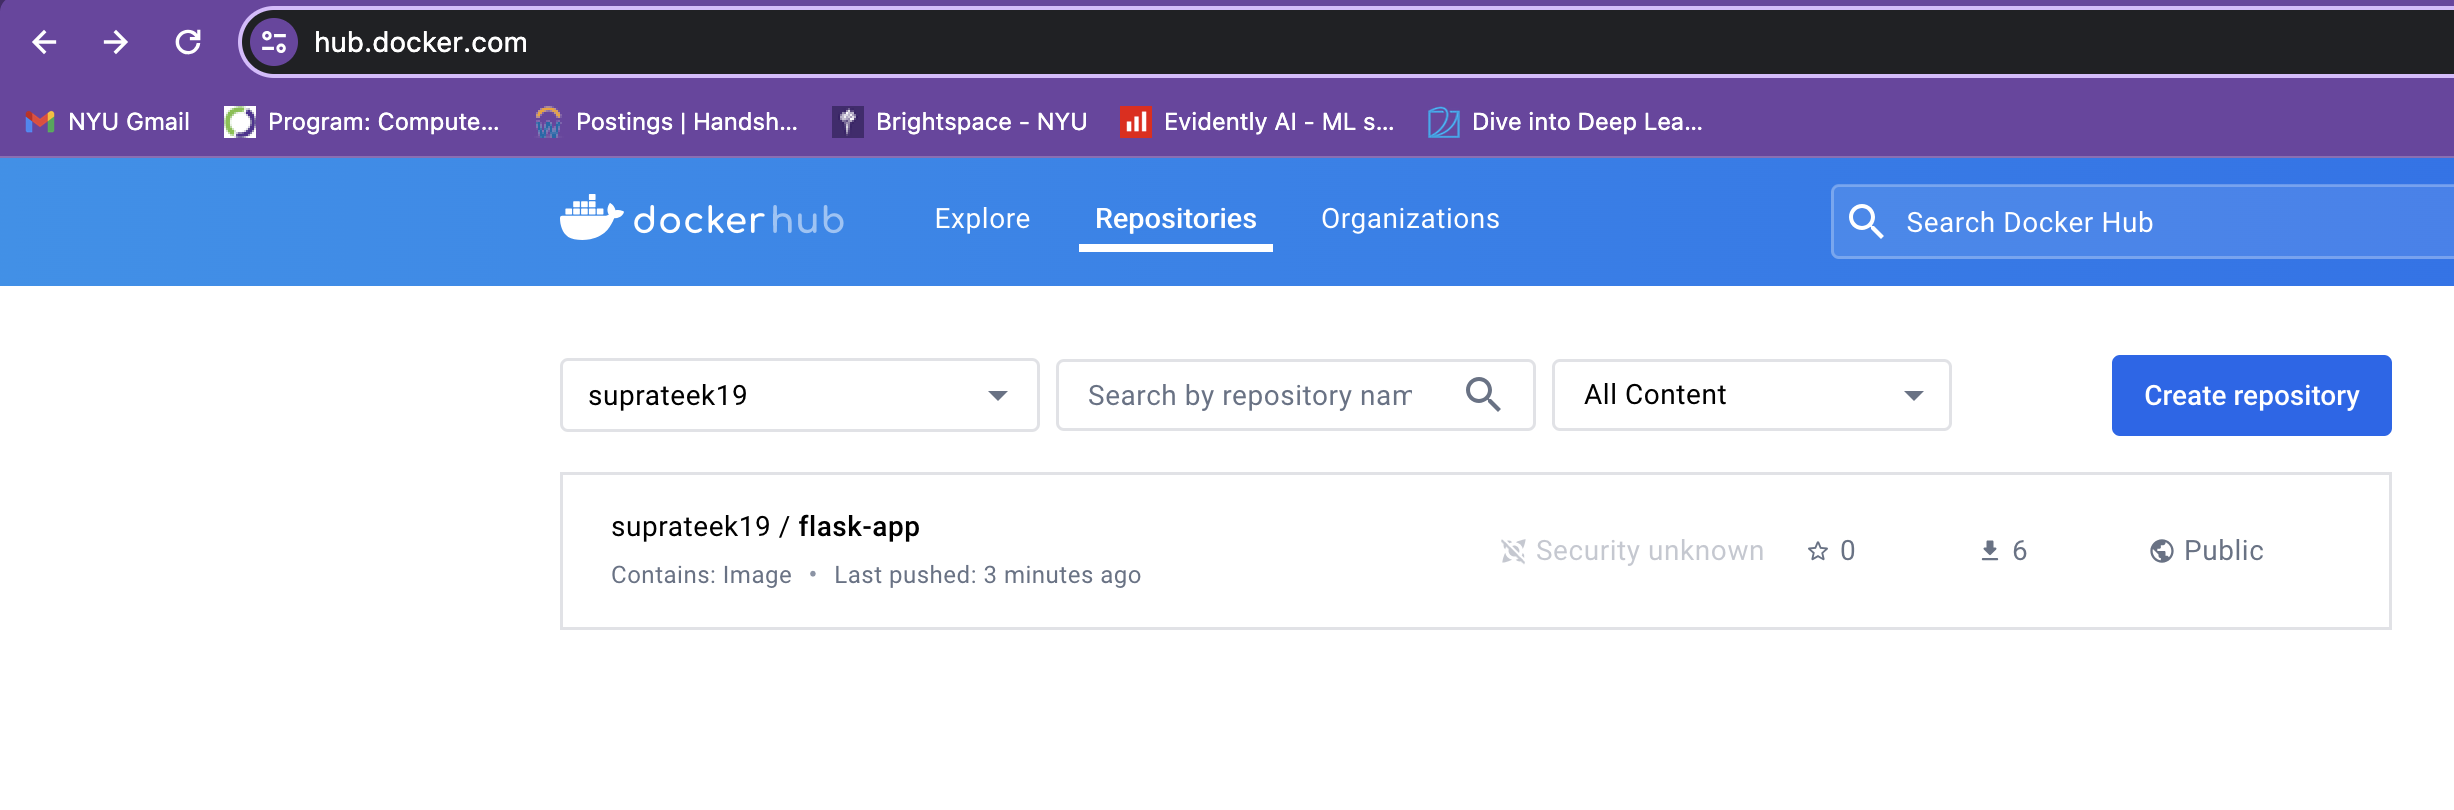 hub.docker.com
NYU Gmail Program: Compute... Postings | Handsh... Brightspace - NYU Evidently AI - ML s... Dive into Deep Lea...
docker hub Explore Repositories Organizations Search Docker Hub
suprateek19 Search by repository nam All Content Create repository
suprateek19 / flask-app
Contains: Image • Last pushed: 3 minutes ago
Security unknown 0 6 Public